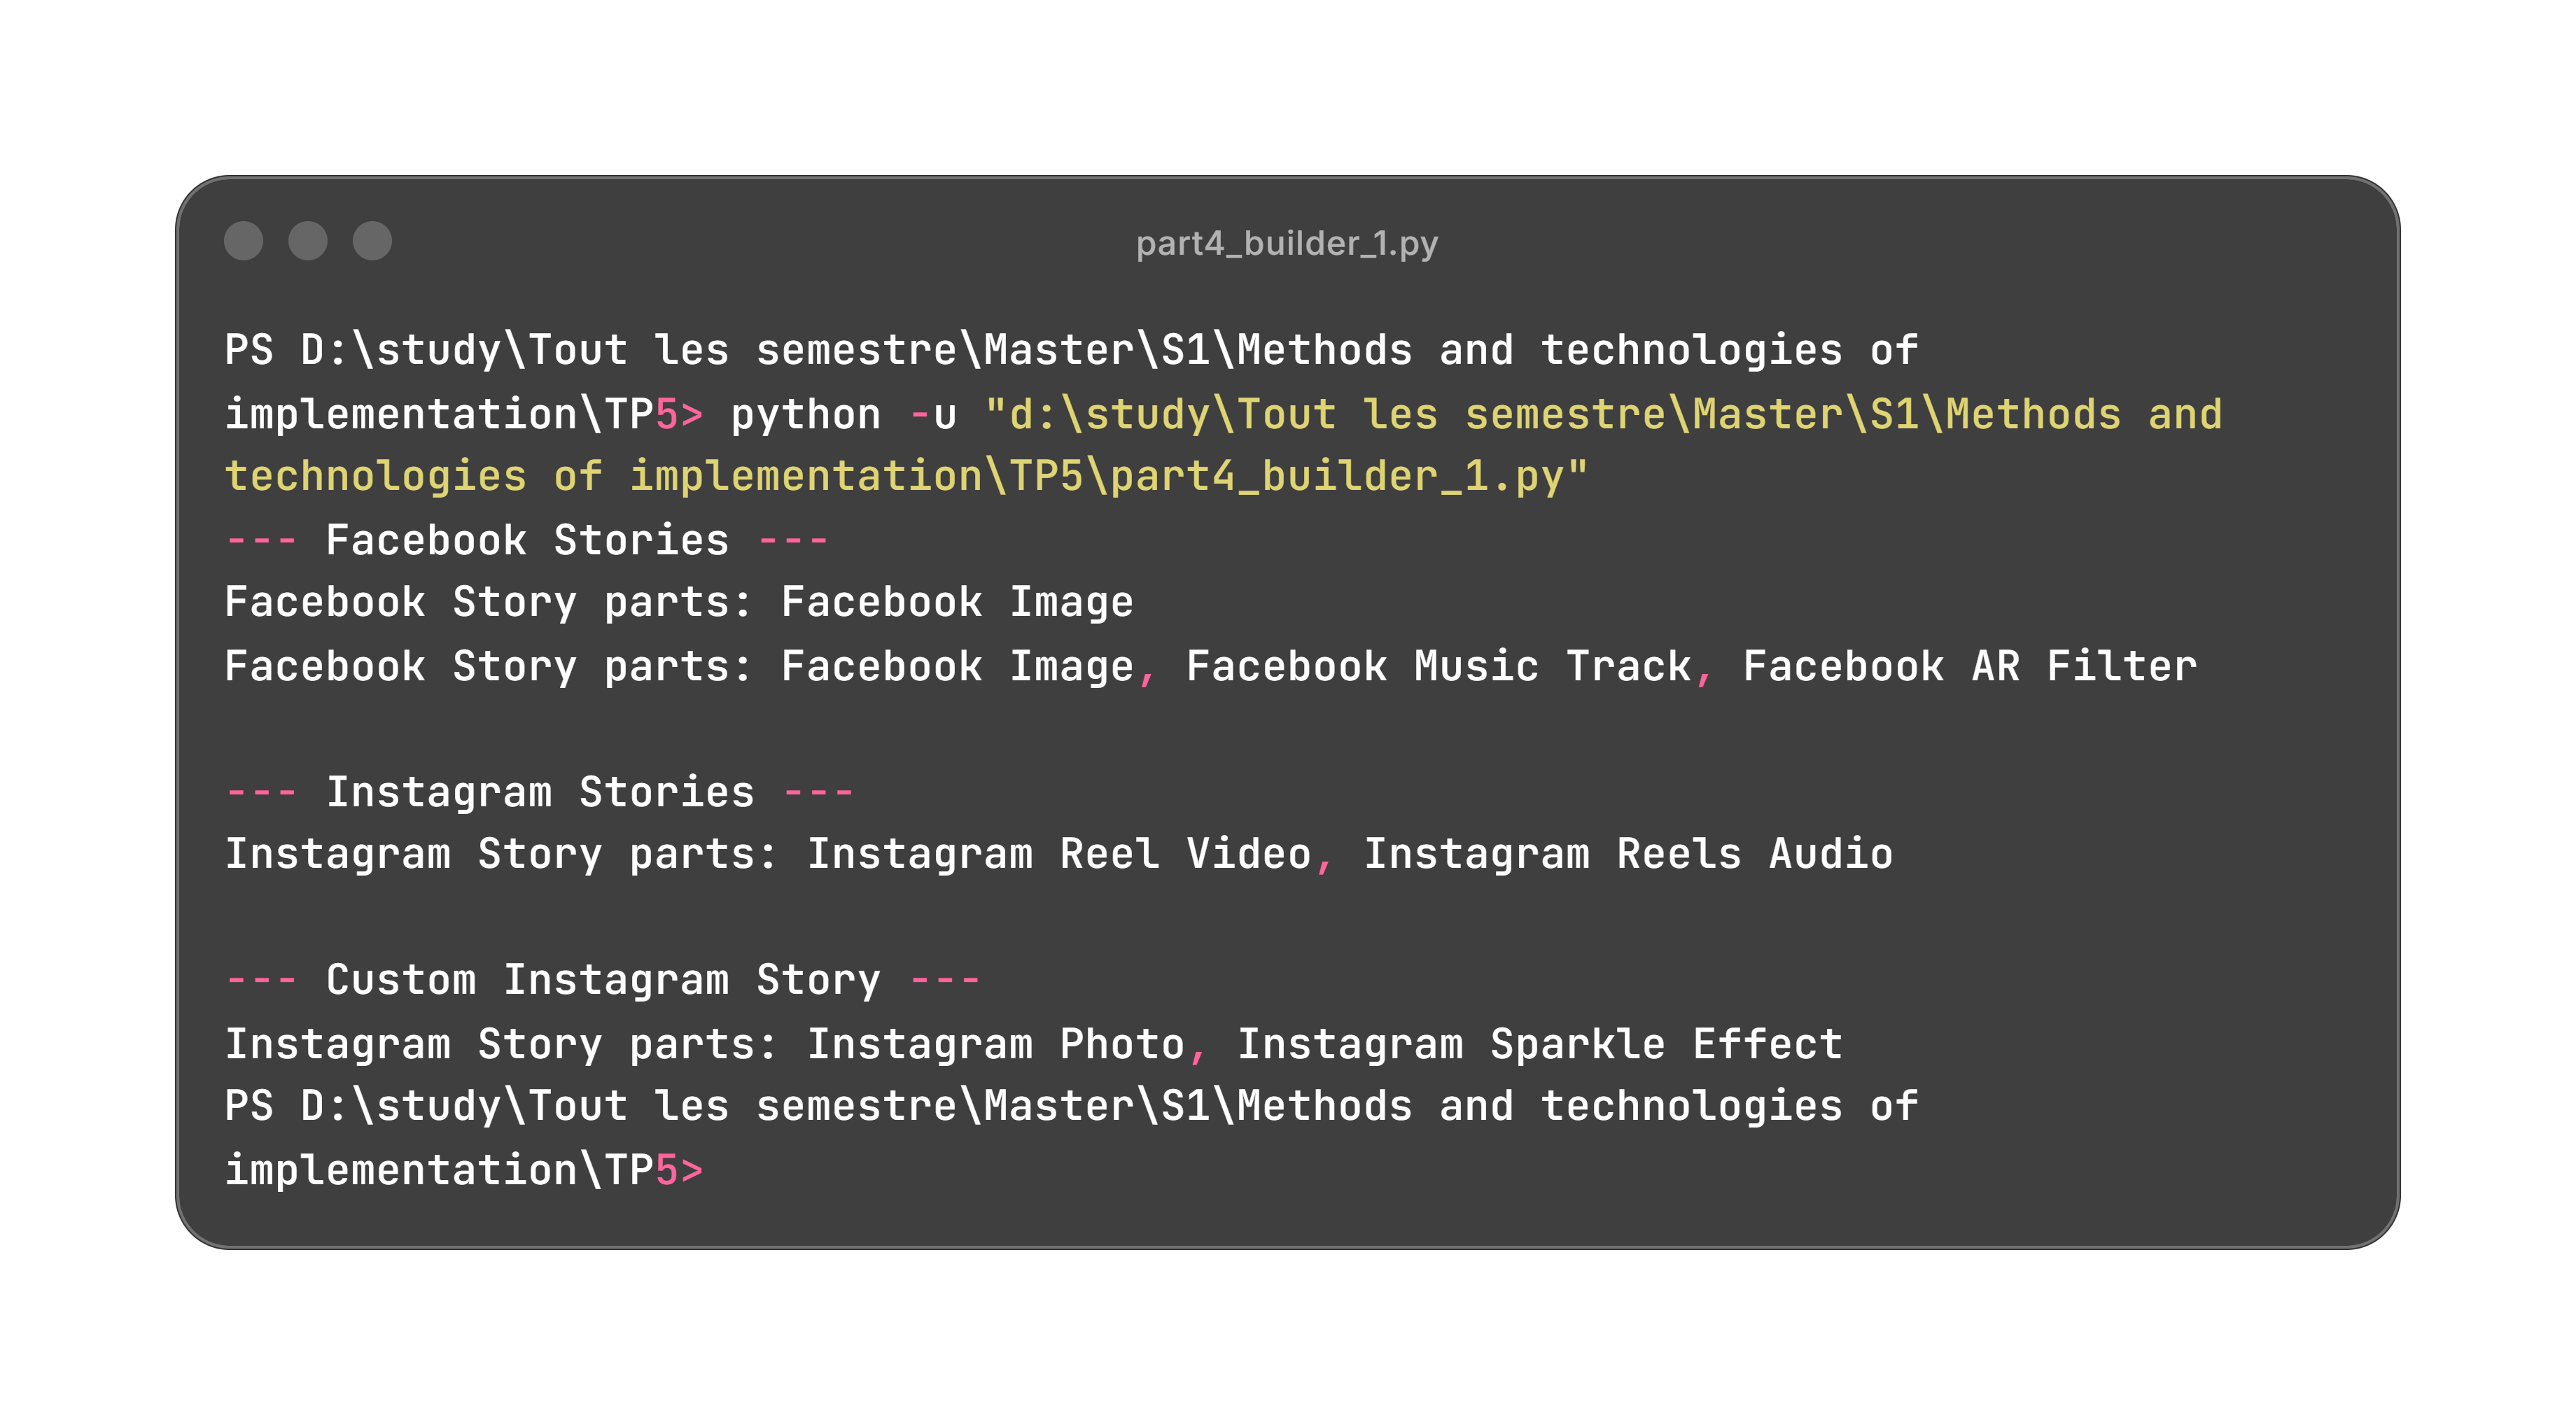 part4_builder_1.py
PS D:\study\Tout les semestre\Master\S1\Methods and technologies of
implementation\TP5> python -u "d:\study\Tout les semestre\Master\S1\Methods and
technologies of implementation\TP5\part4_builder_1.py"
--- Facebook Stories ---
Facebook Story parts: Facebook Image
Facebook Story parts: Facebook Image, Facebook Music Track, Facebook AR Filter
--- Instagram Stories ---
Instagram Story parts: Instagram Reel Video, Instagram Reels Audio
--- Custom Instagram Story ---
Instagram Story parts: Instagram Photo, Instagram Sparkle Effect
PS D:\study\Tout les semestre\Master\S1\Methods and technologies of
implementation\TP5>